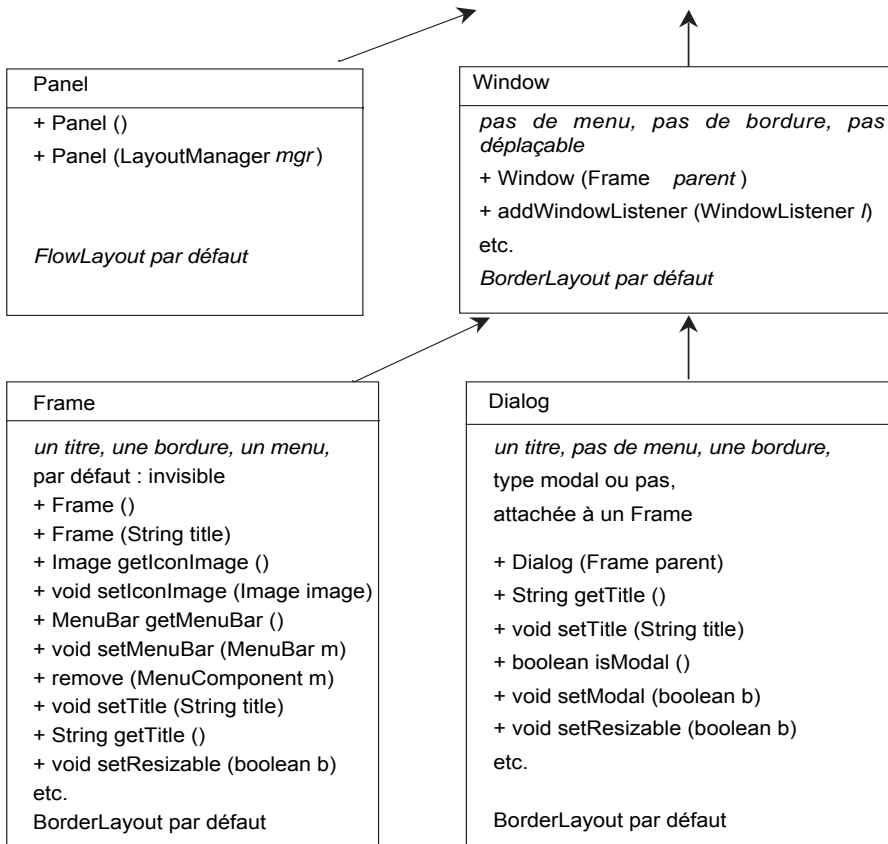 Panel
+ Panel ()
+ Panel (LayoutManager mgr)
FlowLayout par défaut
Window
pas de menu, pas de bordure, pas
déplaçable
+ Window (Frame parent )
+ addWindowListener (WindowListener l)
etc.
BorderLayout par défaut
Frame
un titre, une bordure, un menu,
par défaut : invisible
+ Frame ()
+ Frame (String title)
+ Image getIconImage ()
+ void setIconImage (Image image)
+ MenuBar getMenuBar ()
+ void setMenuBar (MenuBar m)
+ remove (MenuComponent m)
+ void setTitle (String title)
+ String getTitle ()
+ void setResizable (boolean b)
etc.
BorderLayout par défaut
Dialog
un titre, pas de menu, une bordure,
type modal ou pas,
attachée à un Frame
+ Dialog (Frame parent)
+ String getTitle ()
+ void setTitle (String title)
+ boolean isModal ()
+ void setModal (boolean b)
+ void setResizable (boolean b)
etc.
BorderLayout par défaut